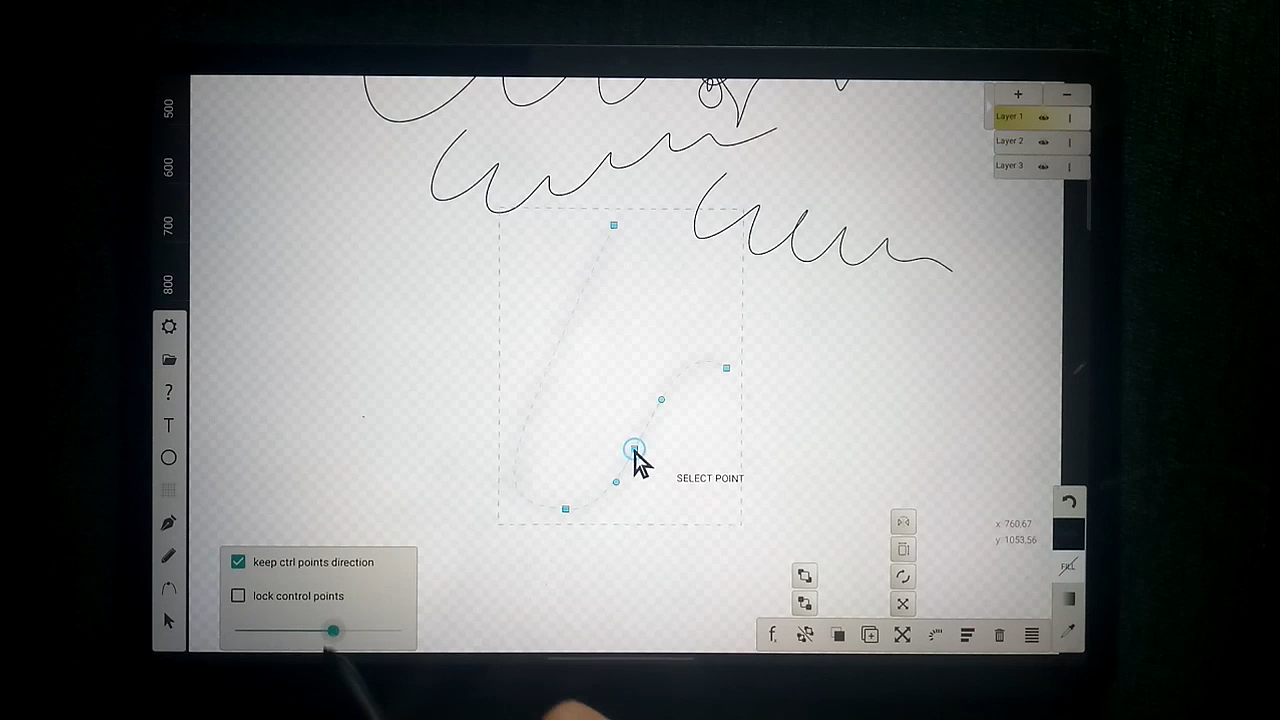 500
600
700
800
+ −
Layer 1
Layer 2
Layer 3
SELECT POINT
?
T
keep ctrl points direction
lock control points
x 760,67
y: 1053,56
FILL
f.